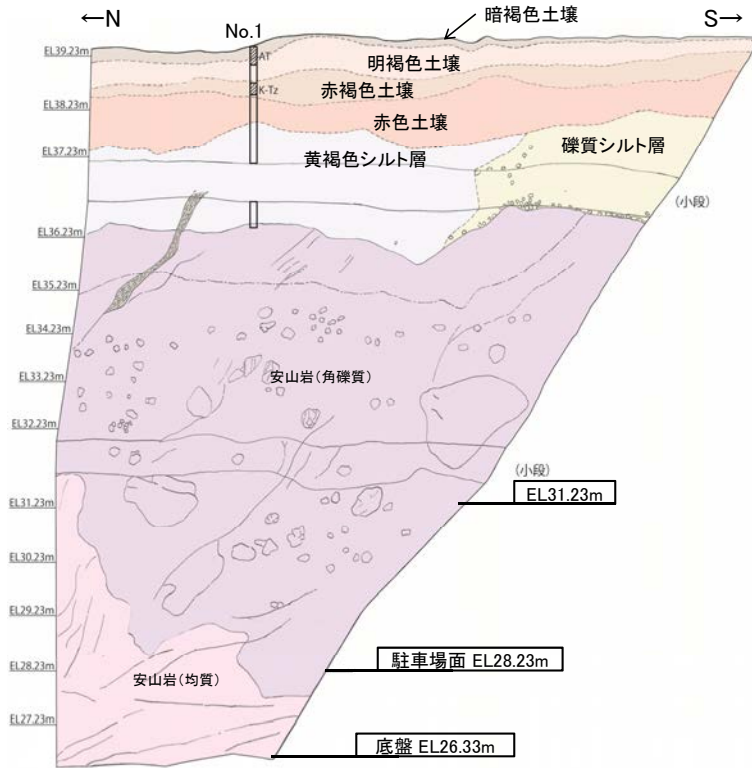 ←N
No.1
暗褐色土壌
S→
EL39.23m
AT
明褐色土壌
K-Tz
赤褐色土壌
EL38.23m
赤色土壌
EL37.23m
黄褐色シルト層
礫質シルト層
(小段)
EL36.23m
EL35.23m
EL34.23m
EL33.23m
安山岩(角礫質)
EL32.23m
(小段)
EL31.23m
EL31.23m
EL30.23m
EL29.23m
駐車場面 EL28.23m
EL28.23m
安山岩(均質)
EL27.23m
底盤 EL26.33m